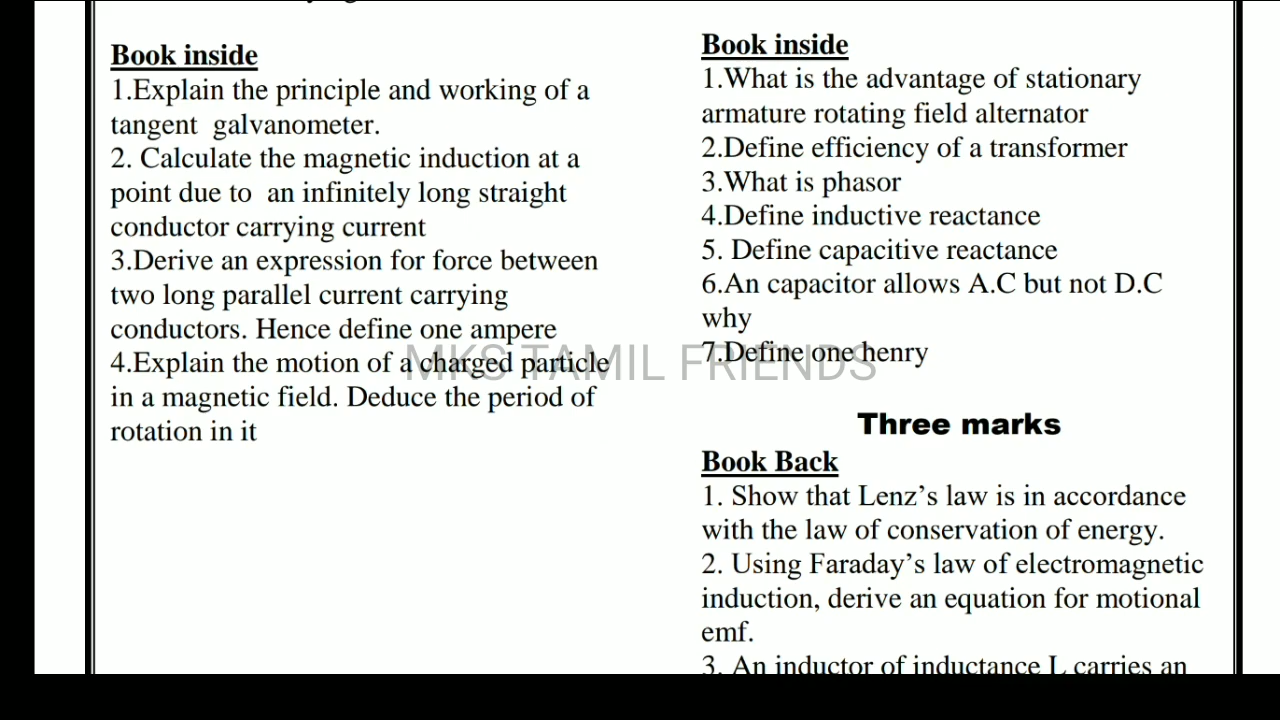 Book inside
1.Explain the principle and working of a
tangent galvanometer.
2. Calculate the magnetic induction at a
point due to an infinitely long straight
conductor carrying current
3.Derive an expression for force between
two long parallel current carrying
conductors. Hence define one ampere
4.Explain the motion of a charged particle
in a magnetic field. Deduce the period of
rotation in it
Book inside
1.What is the advantage of stationary
armature rotating field alternator
2.Define efficiency of a transformer
3.What is phasor
4.Define inductive reactance
5. Define capacitive reactance
6.An capacitor allows A.C but not D.C
why
7.Define one henry
MKS TAMIL FRIENDS
Three marks
Book Back
1. Show that Lenz’s law is in accordance
with the law of conservation of energy.
2. Using Faraday’s law of electromagnetic
induction, derive an equation for motional
emf.
3. An inductor of inductance L carries an